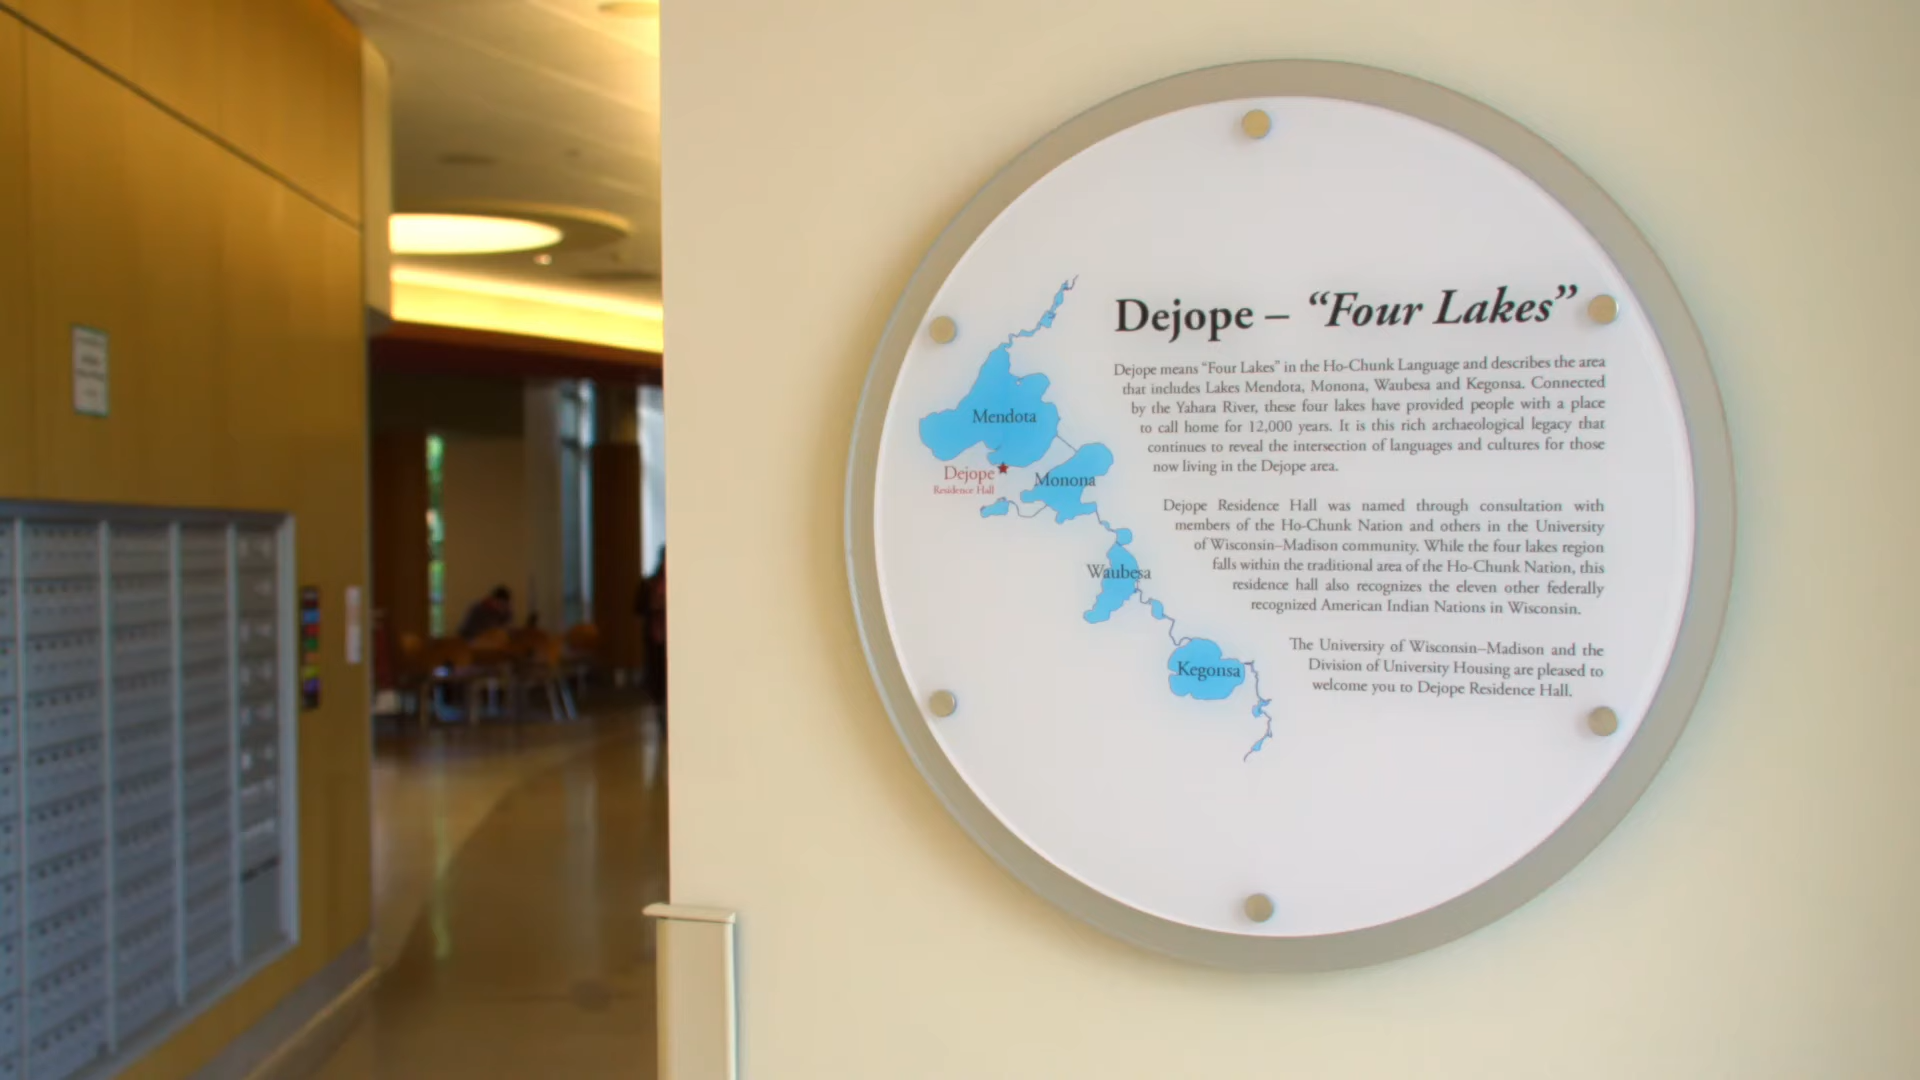 Dejope – “Four Lakes”
Dejope means “Four Lakes” in the Ho-Chunk Language and describes the area
that includes Lakes Mendota, Monona, Waubesa and Kegonsa. Connected
by the Yahara River, these four lakes have provided people with a place
to call home for 12,000 years. It is this rich archaeological legacy that
continues to reveal the intersection of languages and cultures for those
now living in the Dejope area.
Dejope Residence Hall was named through consultation with
members of the Ho-Chunk Nation and others in the University
of Wisconsin–Madison community. While the four lakes region
falls within the traditional area of the Ho-Chunk Nation, this
residence hall also recognizes the eleven other federally
recognized American Indian Nations in Wisconsin.
The University of Wisconsin–Madison and the
Division of University Housing are pleased to
welcome you to Dejope Residence Hall.
Mendota
Dejope
Residence Hall
Monona
Waubesa
Kegonsa